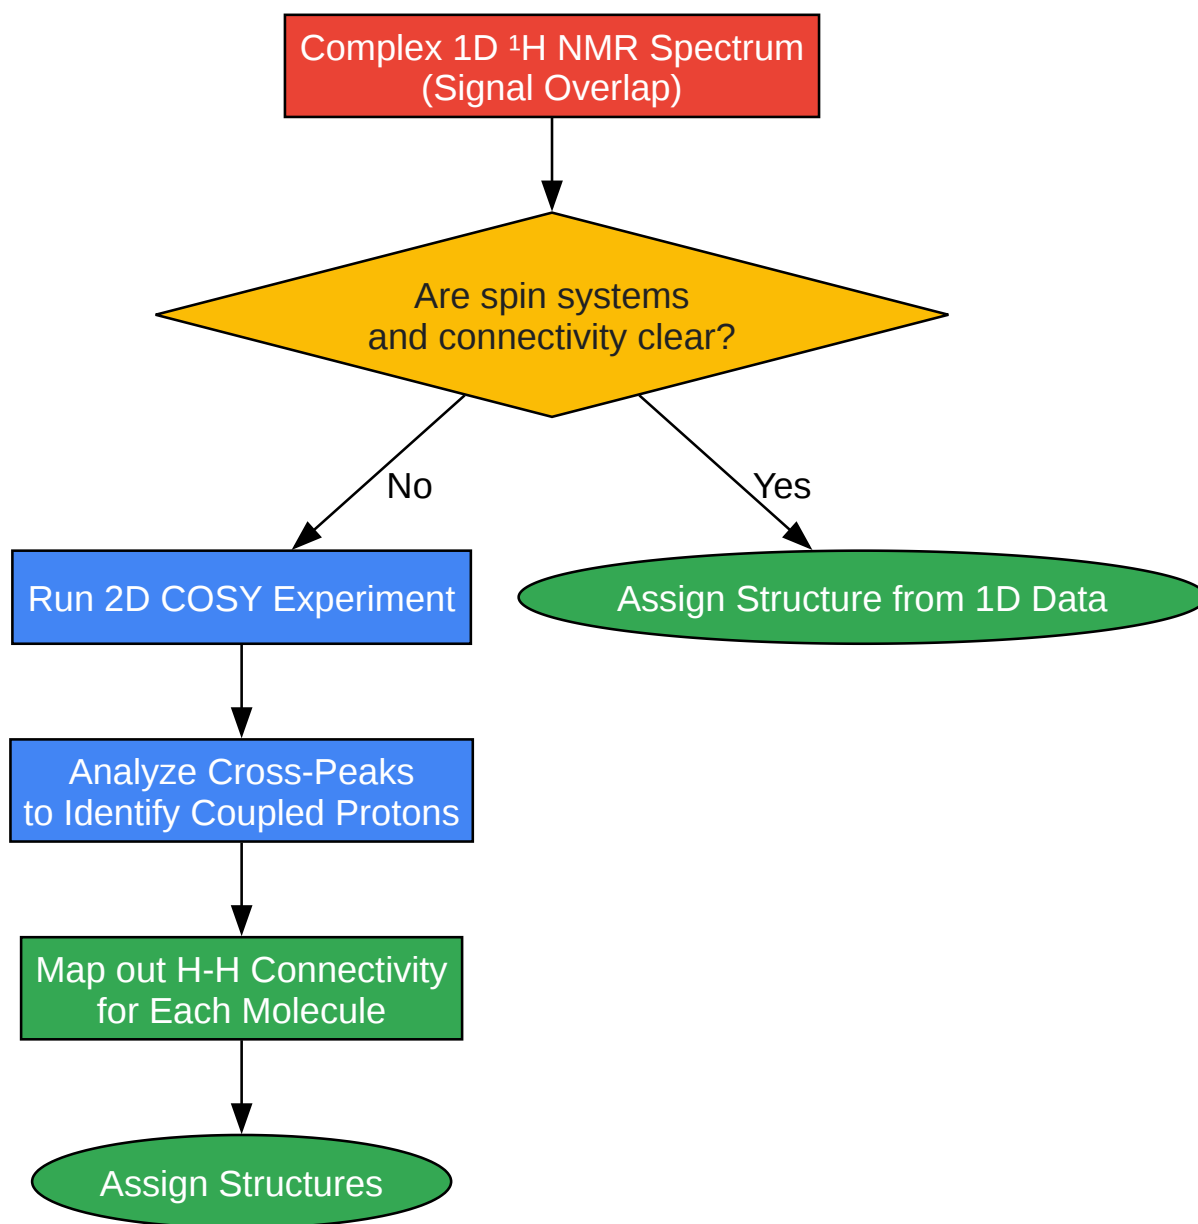 Complex 1D ¹H NMR Spectrum
(Signal Overlap)
Are spin systems
and connectivity clear?
No
Yes
Run 2D COSY Experiment
Assign Structure from 1D Data
Analyze Cross-Peaks
to Identify Coupled Protons
Map out H-H Connectivity
for Each Molecule
Assign Structures